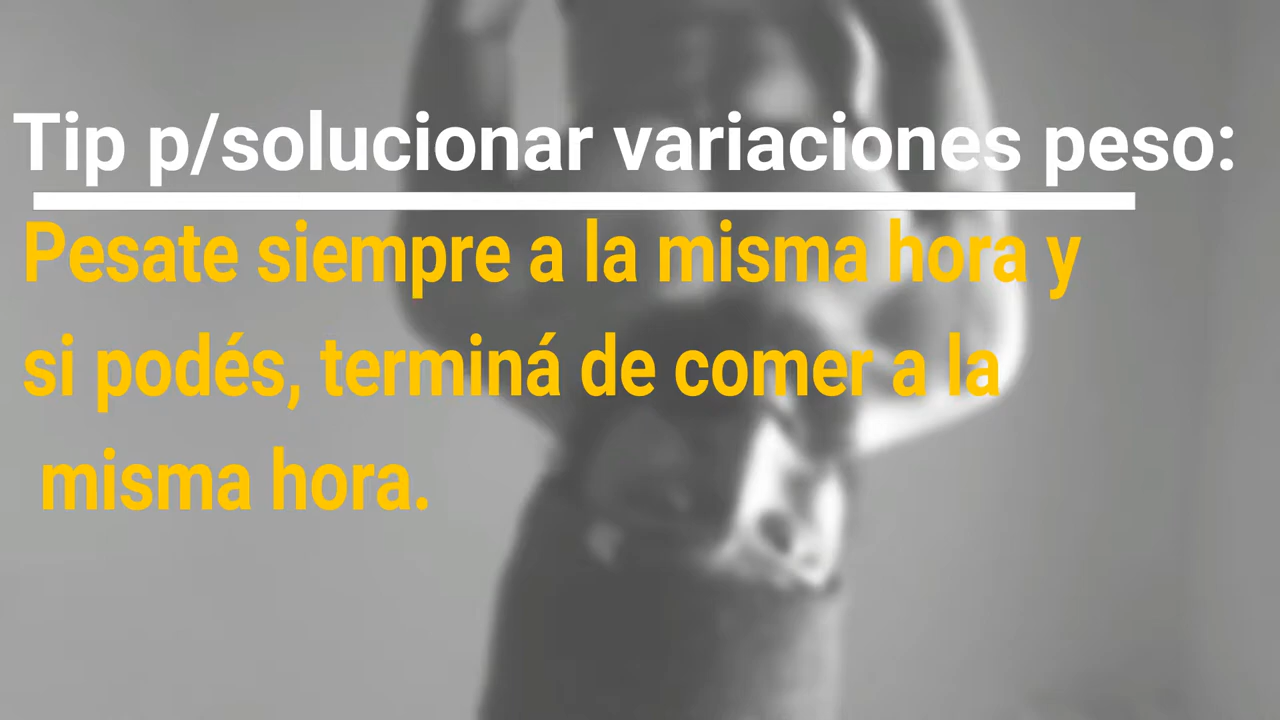 Tip p/solucionar variaciones peso:
Pesate siempre a la misma hora y
si podés, terminá de comer a la
misma hora.